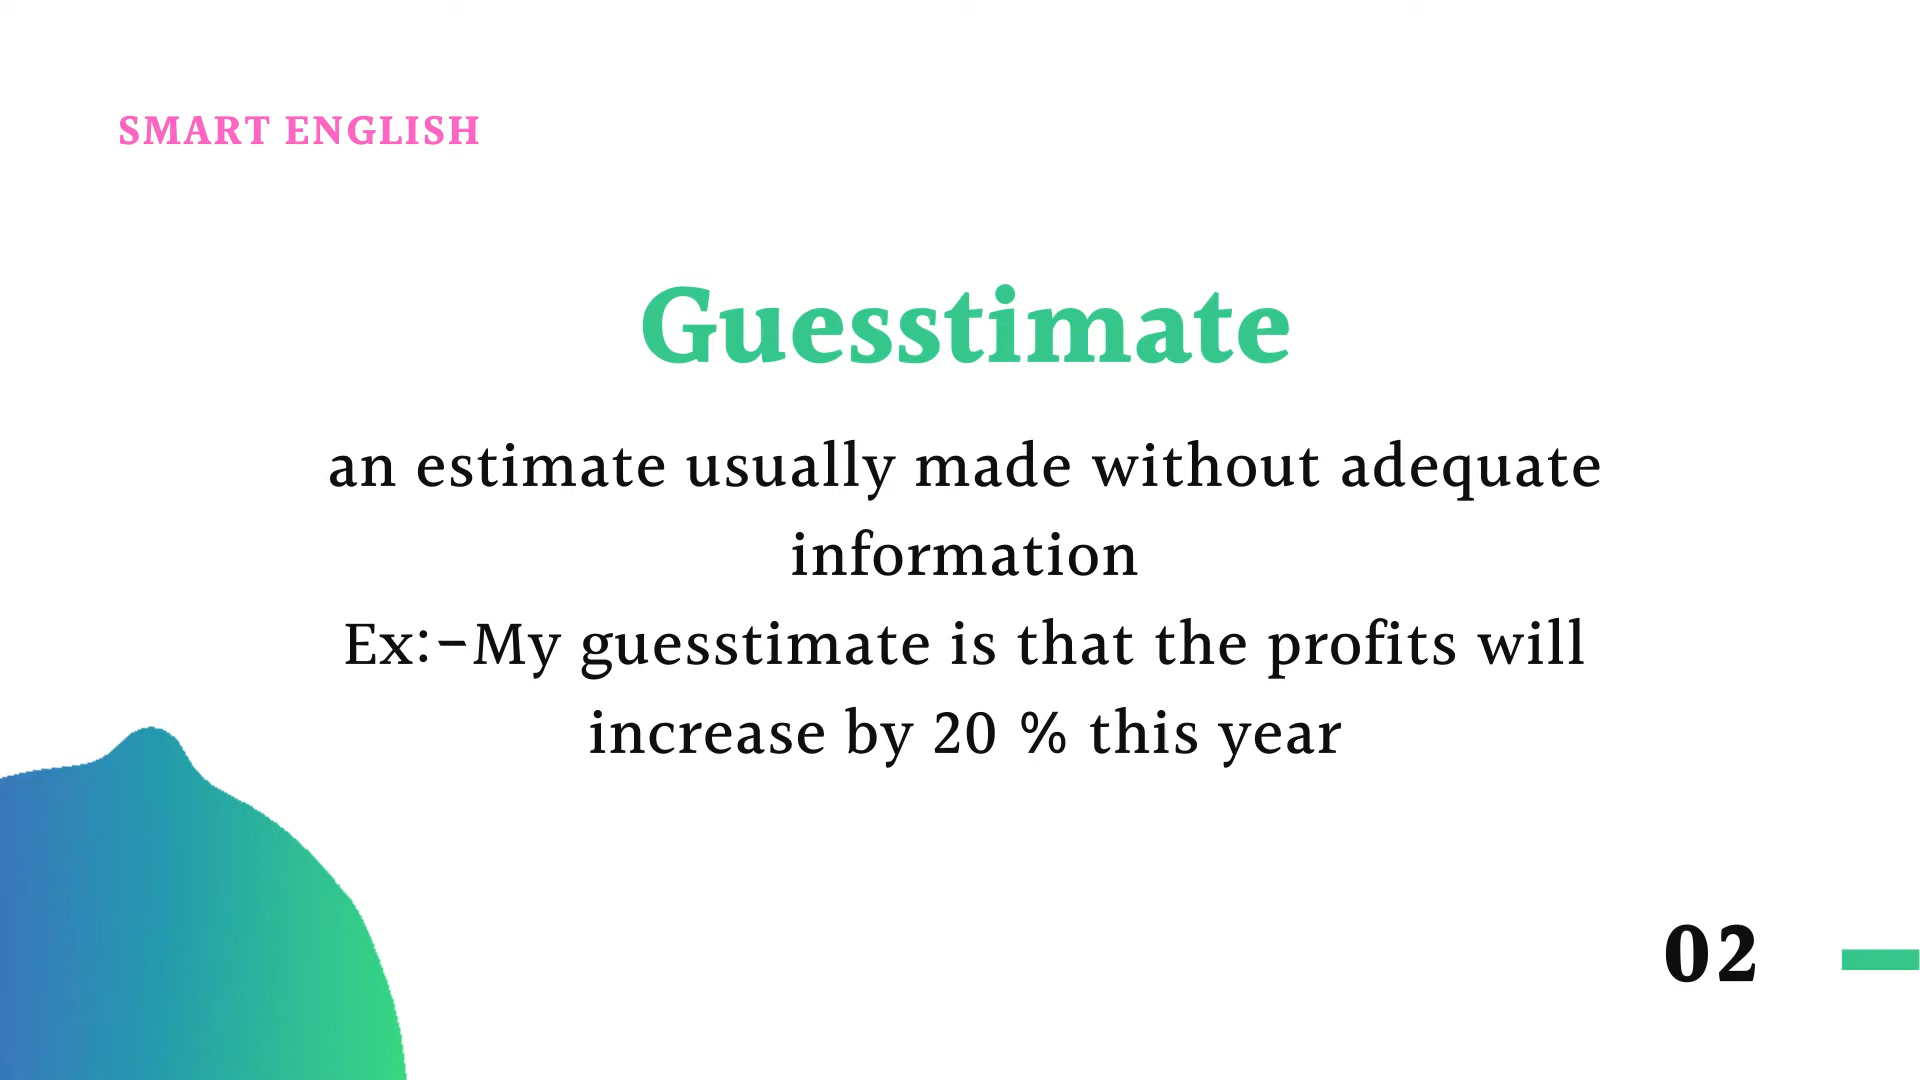 SMART ENGLISH
Guesstimate
an estimate usually made without adequate
information
Ex:-My guesstimate is that the profits will
increase by 20 % this year
02